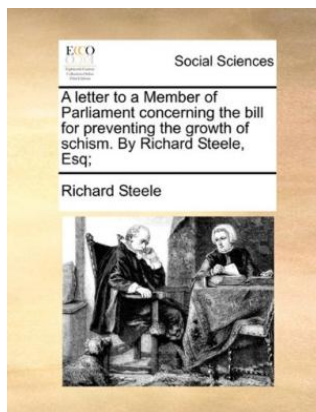 ECCO
Social Sciences
A letter to a Member of
Parliament concerning the bill
for preventing the growth of
schism. By Richard Steele,
Esq;
Richard Steele